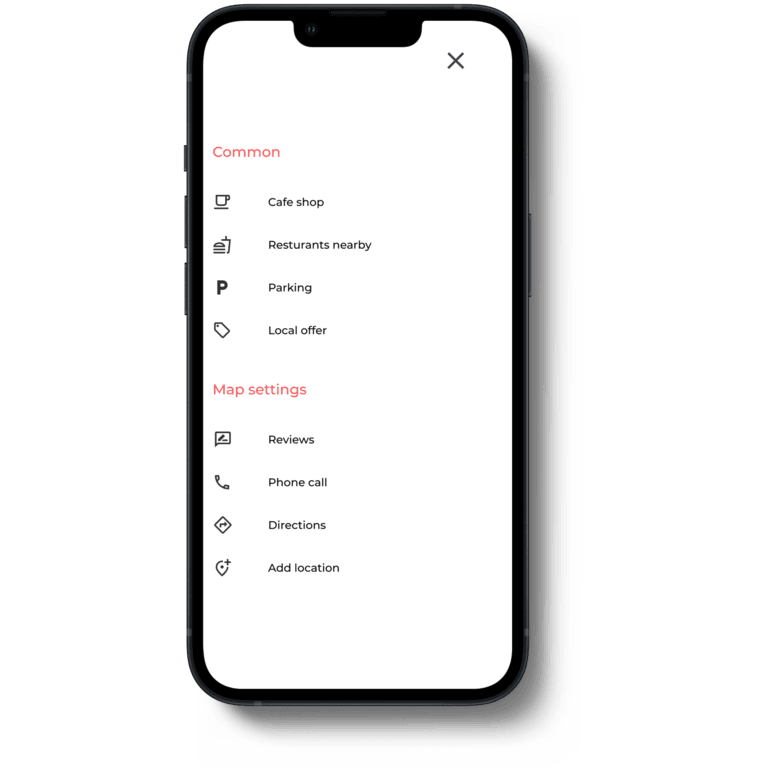 Common
Cafe shop
Resturants nearby
Parking
Local offer
Map settings
Reviews
Phone call
Directions
Add location